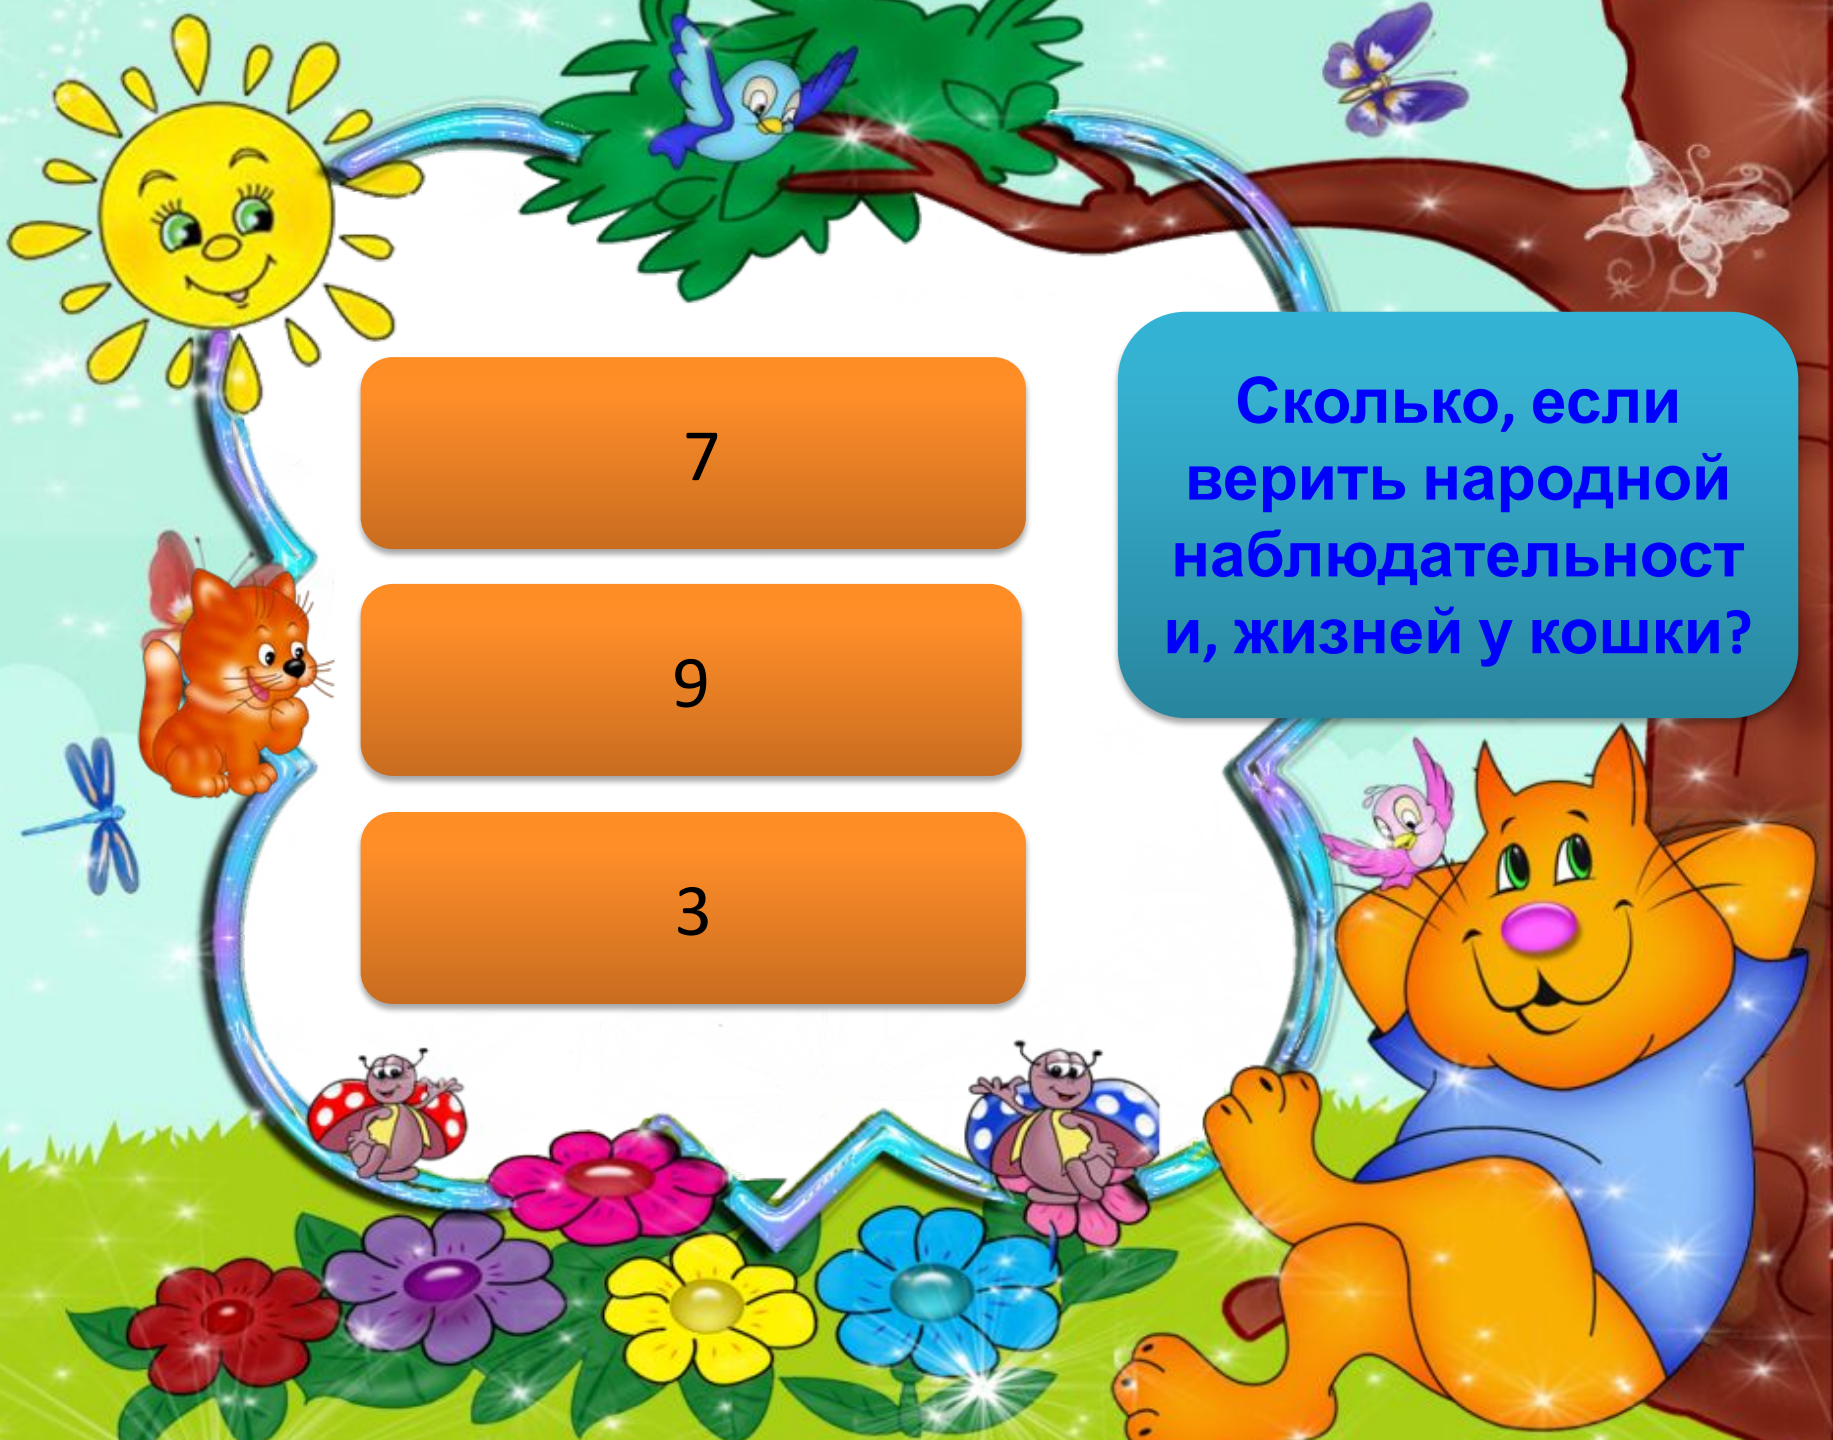 7
9
3
Сколько, если
верить народной
наблюдательност
и, жизней у кошки?